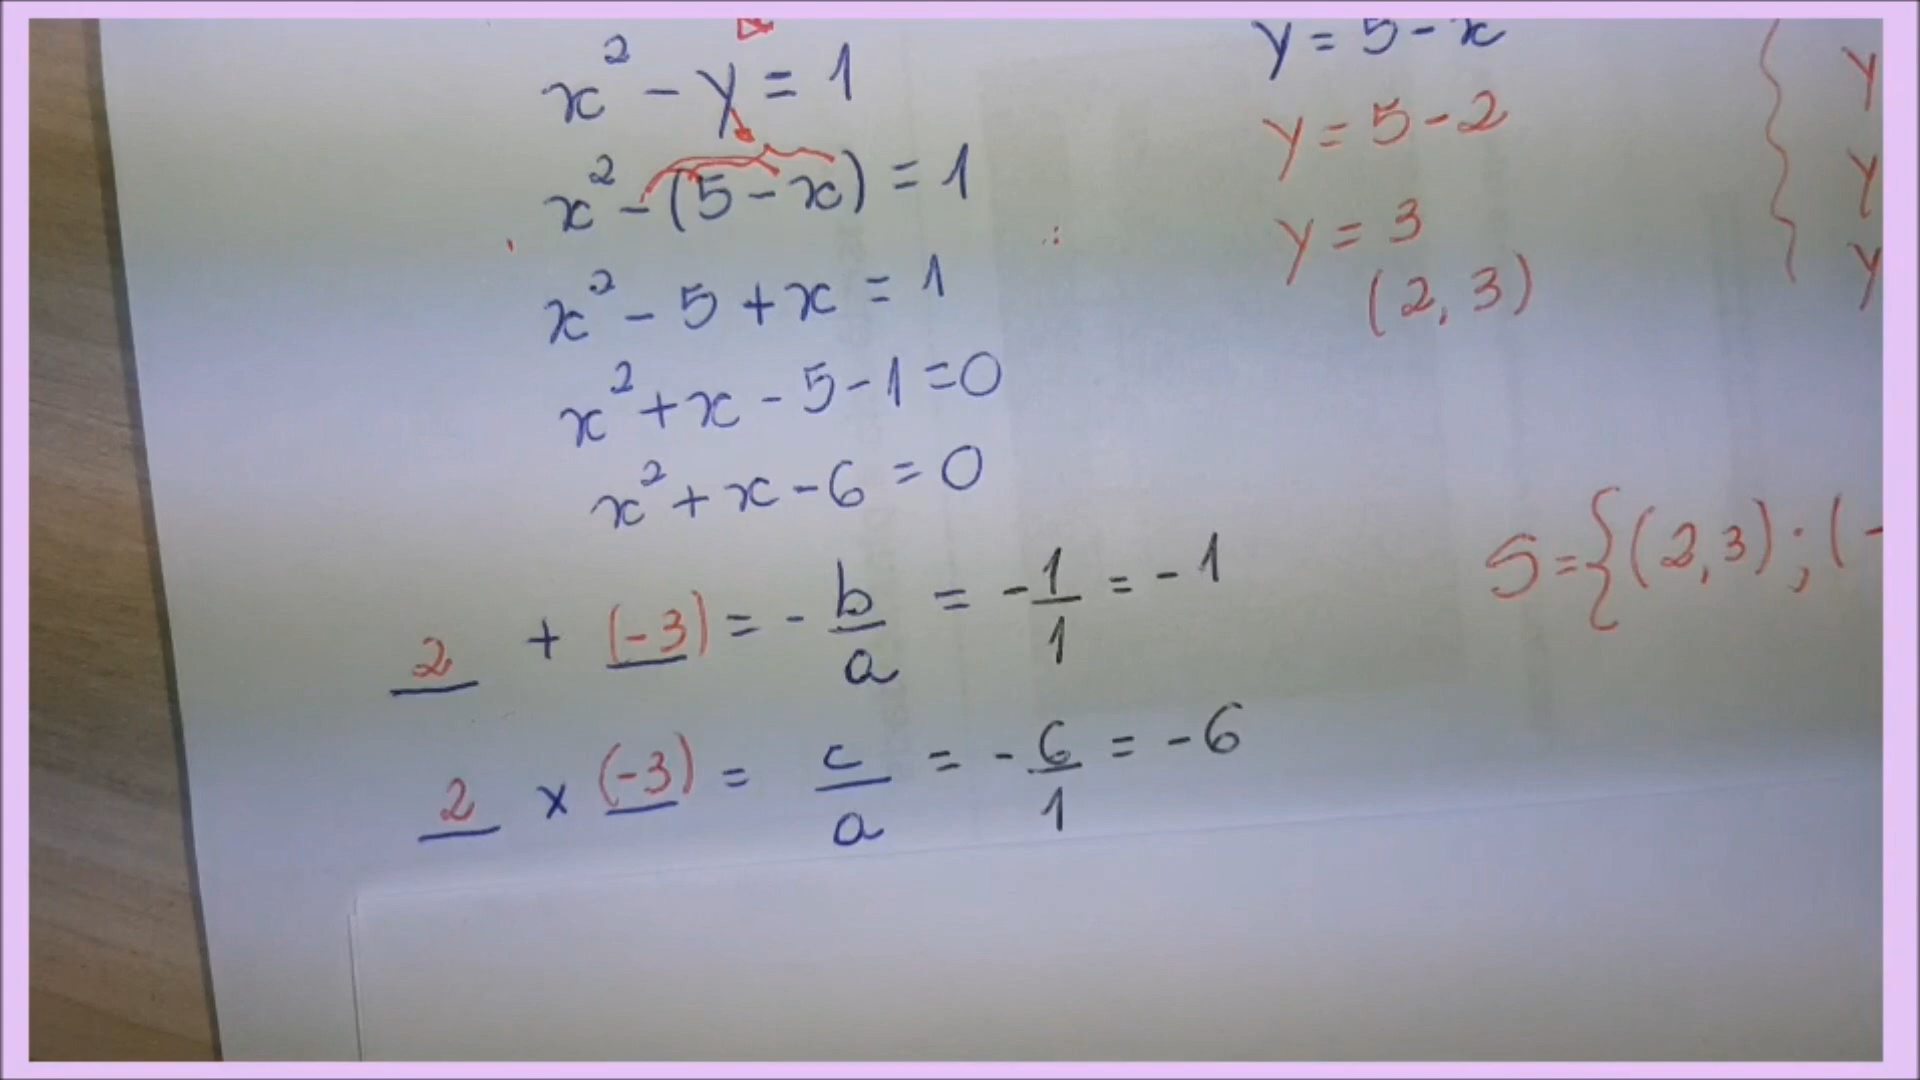 x² - y = 1
x² - (5 - x) = 1
x² - 5 + x = 1
x² + x - 5 - 1 = 0
x² + x - 6 = 0
2 + (-3) = - b/a = - 1/1 = - 1
2 x (-3) = c/a = - 6/1 = - 6
y = 5 - x
y = 5 - 2
y = 3
(2, 3)
y
y
y
S = {(2,3) ; (-